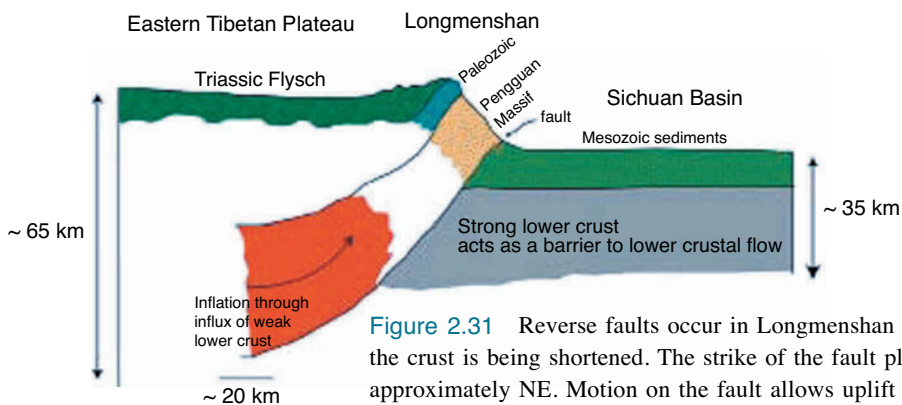 Eastern Tibetan Plateau
Longmenshan
Triassic Flysch
Paleozoic
Pengguan
Massif
fault
Sichuan Basin
Mesozoic sediments
~ 65 km
~ 35 km
Strong lower crust
acts as a barrier to lower crustal flow
Inflation through
influx of weak
lower crust
~ 20 km
Figure 2.31 Reverse faults occur in Longmenshan
the crust is being shortened. The strike of the fault pl
approximately NE. Motion on the fault allows uplift